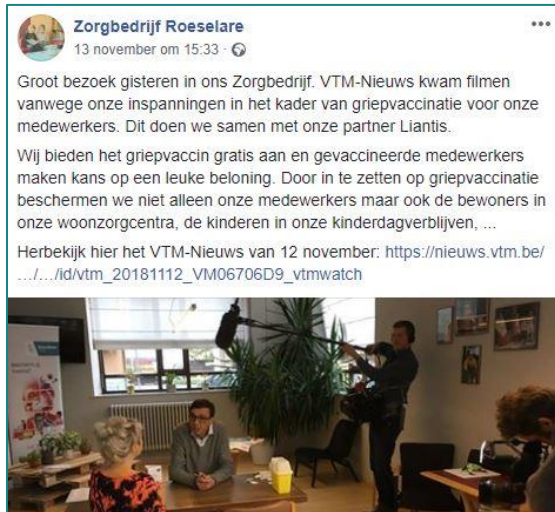 Zorgbedrijf Roeselare
13 november om 15:33 ·
Groot bezoek gisteren in ons Zorgbedrijf. VTM-Nieuws kwam filmen
vanwege onze inspanningen in het kader van griepvaccinatie voor onze
medewerkers. Dit doen we samen met onze partner Liantis.
Wij bieden het griepvaccin gratis aan en gevaccineerde medewerkers
maken kans op een leuke beloning. Door in te zetten op griepvaccinatie
beschermen we niet alleen onze medewerkers maar ook de bewoners in
onze woonzorgcentra, de kinderen in onze kinderdagverblijven, ...
Herbekijk hier het VTM-Nieuws van 12 november: https://nieuws.vtm.be/
…/…/id/vtm_20181112_VM06706D9_vtmwatch